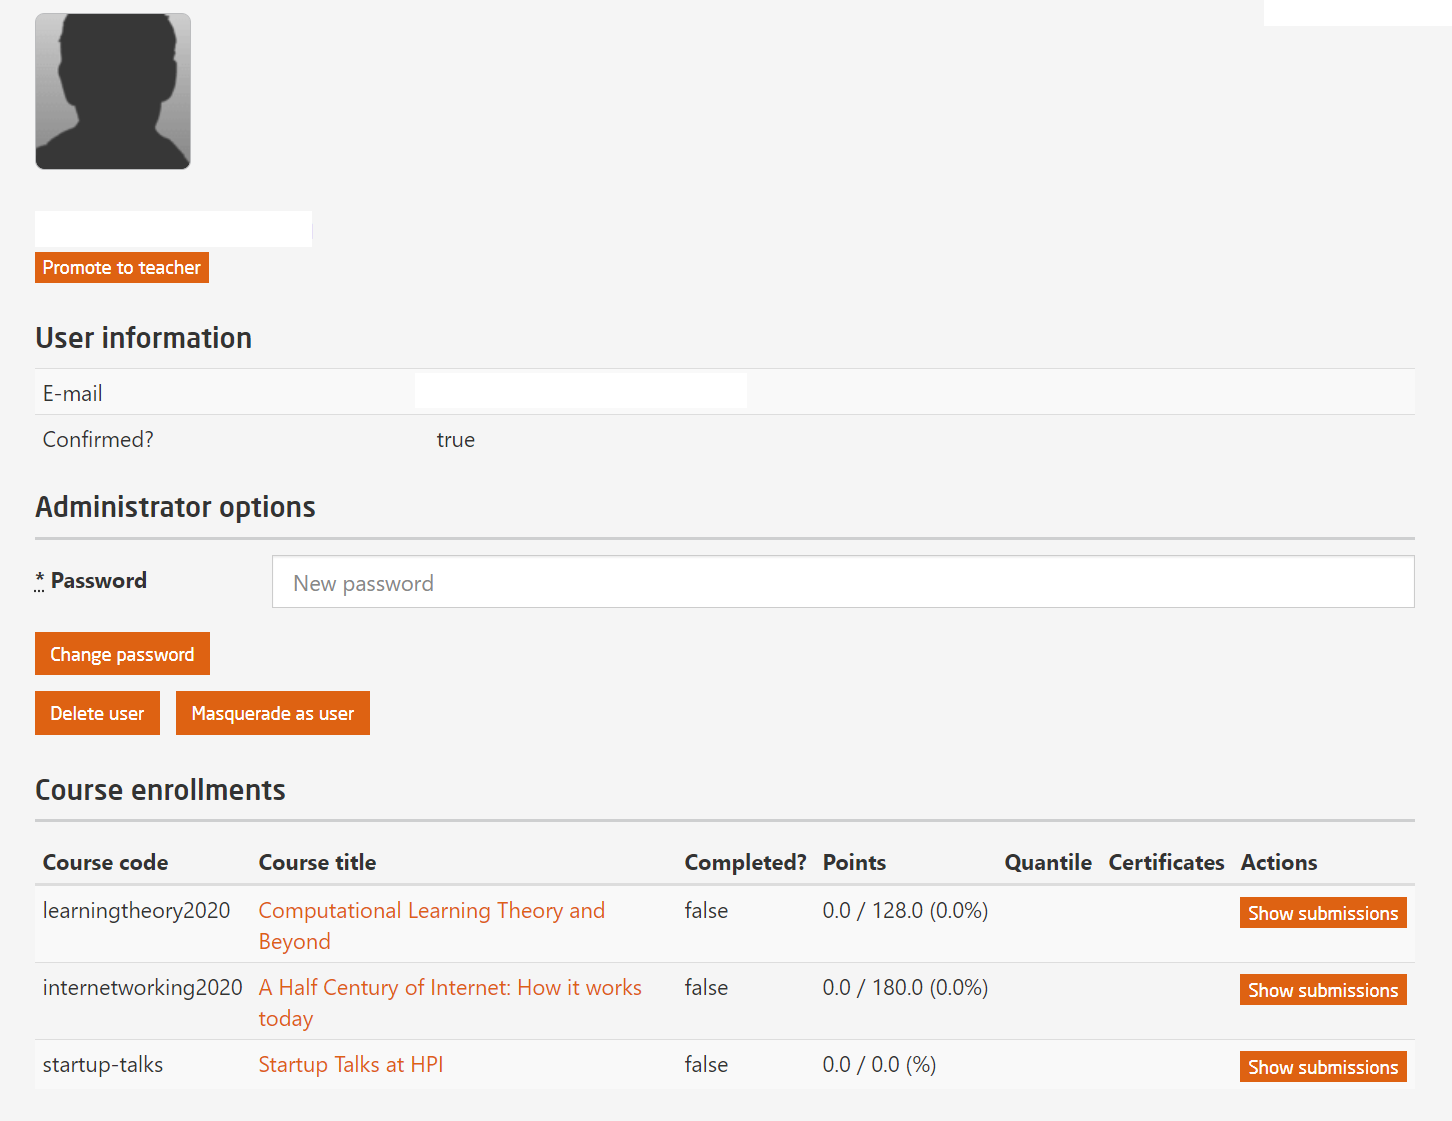 Promote to teacher
User information
E-mail
Confirmed? true
Administrator options
* Password New password
Change password
Delete user Masquerade as user
Course enrollments
Course code Course title Completed? Points Quantile Certificates Actions
learningtheory2020 Computational Learning Theory and false 0.0 / 128.0 (0.0%) Show submissions
Beyond
internetworking2020 A Half Century of Internet: How it works false 0.0 / 180.0 (0.0%) Show submissions
today
startup-talks Startup Talks at HPI false 0.0 / 0.0 (%) Show submissions